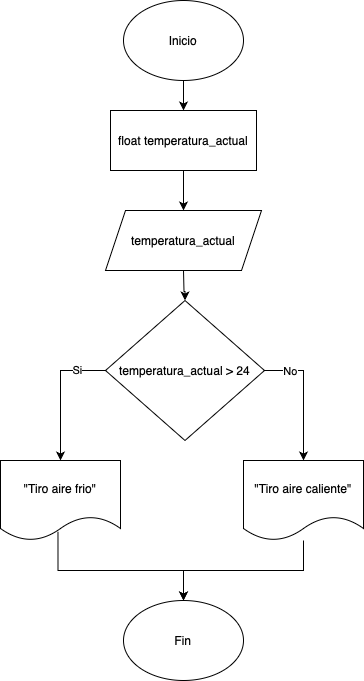 Inicio
float temperatura_actual
temperatura_actual
temperatura_actual > 24
Si
No
"Tiro aire frio"
"Tiro aire caliente"
Fin